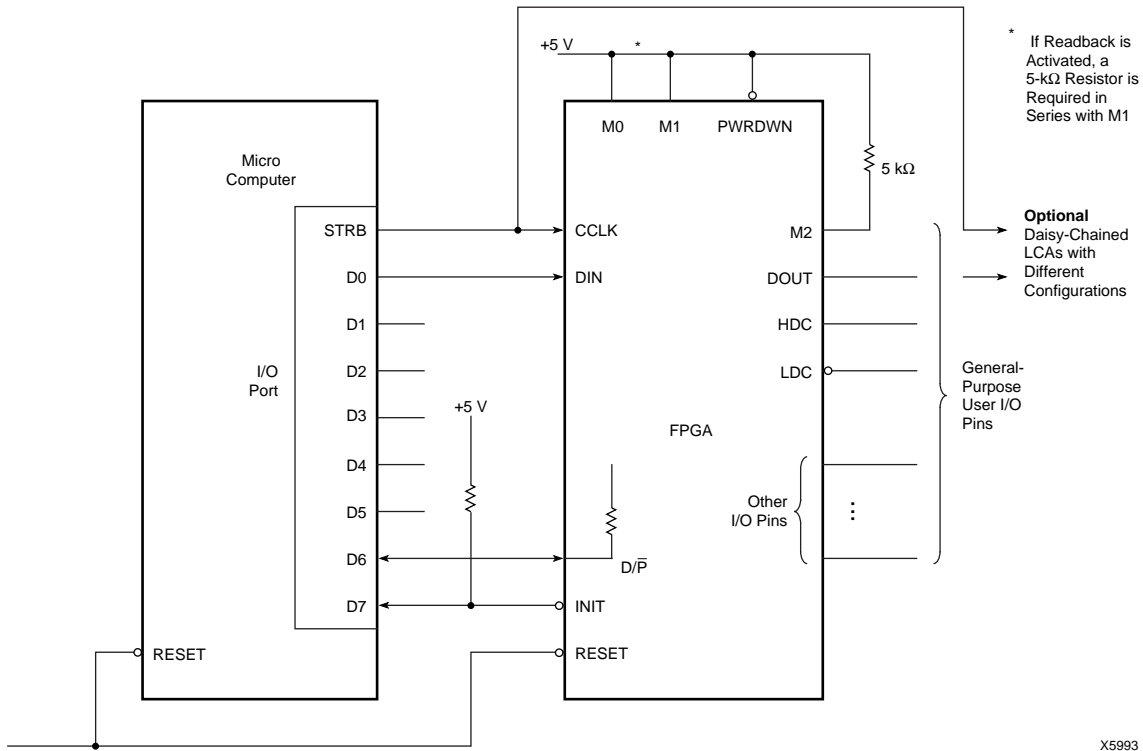 +5 V
*
* If Readback is
Activated, a
5-kΩ Resistor is
Required in
Series with M1
M0
M1
PWRDWN
Micro
Computer
5 kΩ
STRB
CCLK
M2
Optional
Daisy-Chained
LCAs with
Different
Configurations
D0
DIN
DOUT
D1
HDC
D2
LDC
I/O
Port
General-
Purpose
User I/O
Pins
D3
+5 V
FPGA
D4
D5
Other
I/O Pins
⋮
D6
D/P̅
D7
INIT
RESET
RESET
X5993